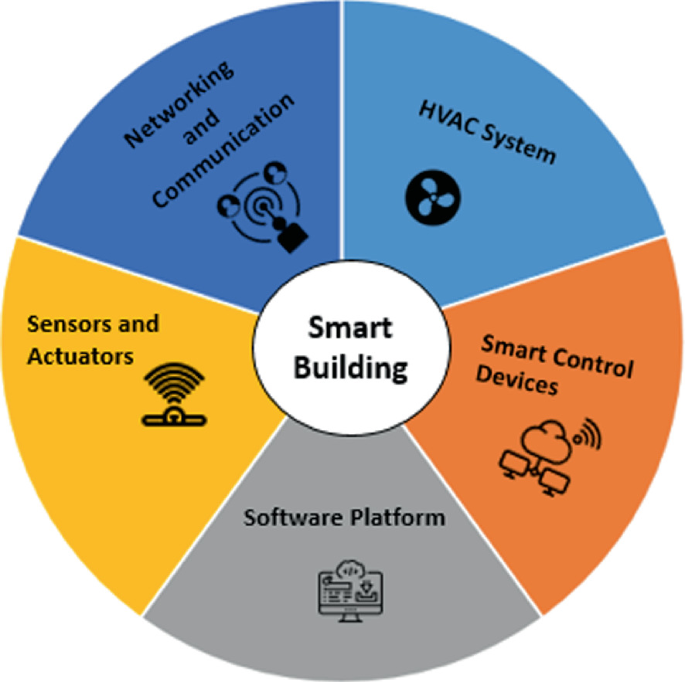 Networking
and
Communication
HVAC System
Sensors and
Actuators
Smart
Building
Smart Control
Devices
Software Platform